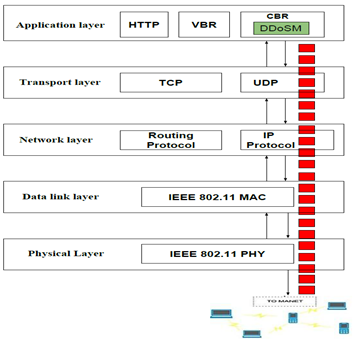 Application layer
HTTP
VBR
CBR
DDoSM
Transport layer
TCP
UDP
Network layer
Routing
Protocol
IP
Protocol
Data link layer
IEEE 802.11 MAC
Physical Layer
IEEE 802.11 PHY
TO MANET